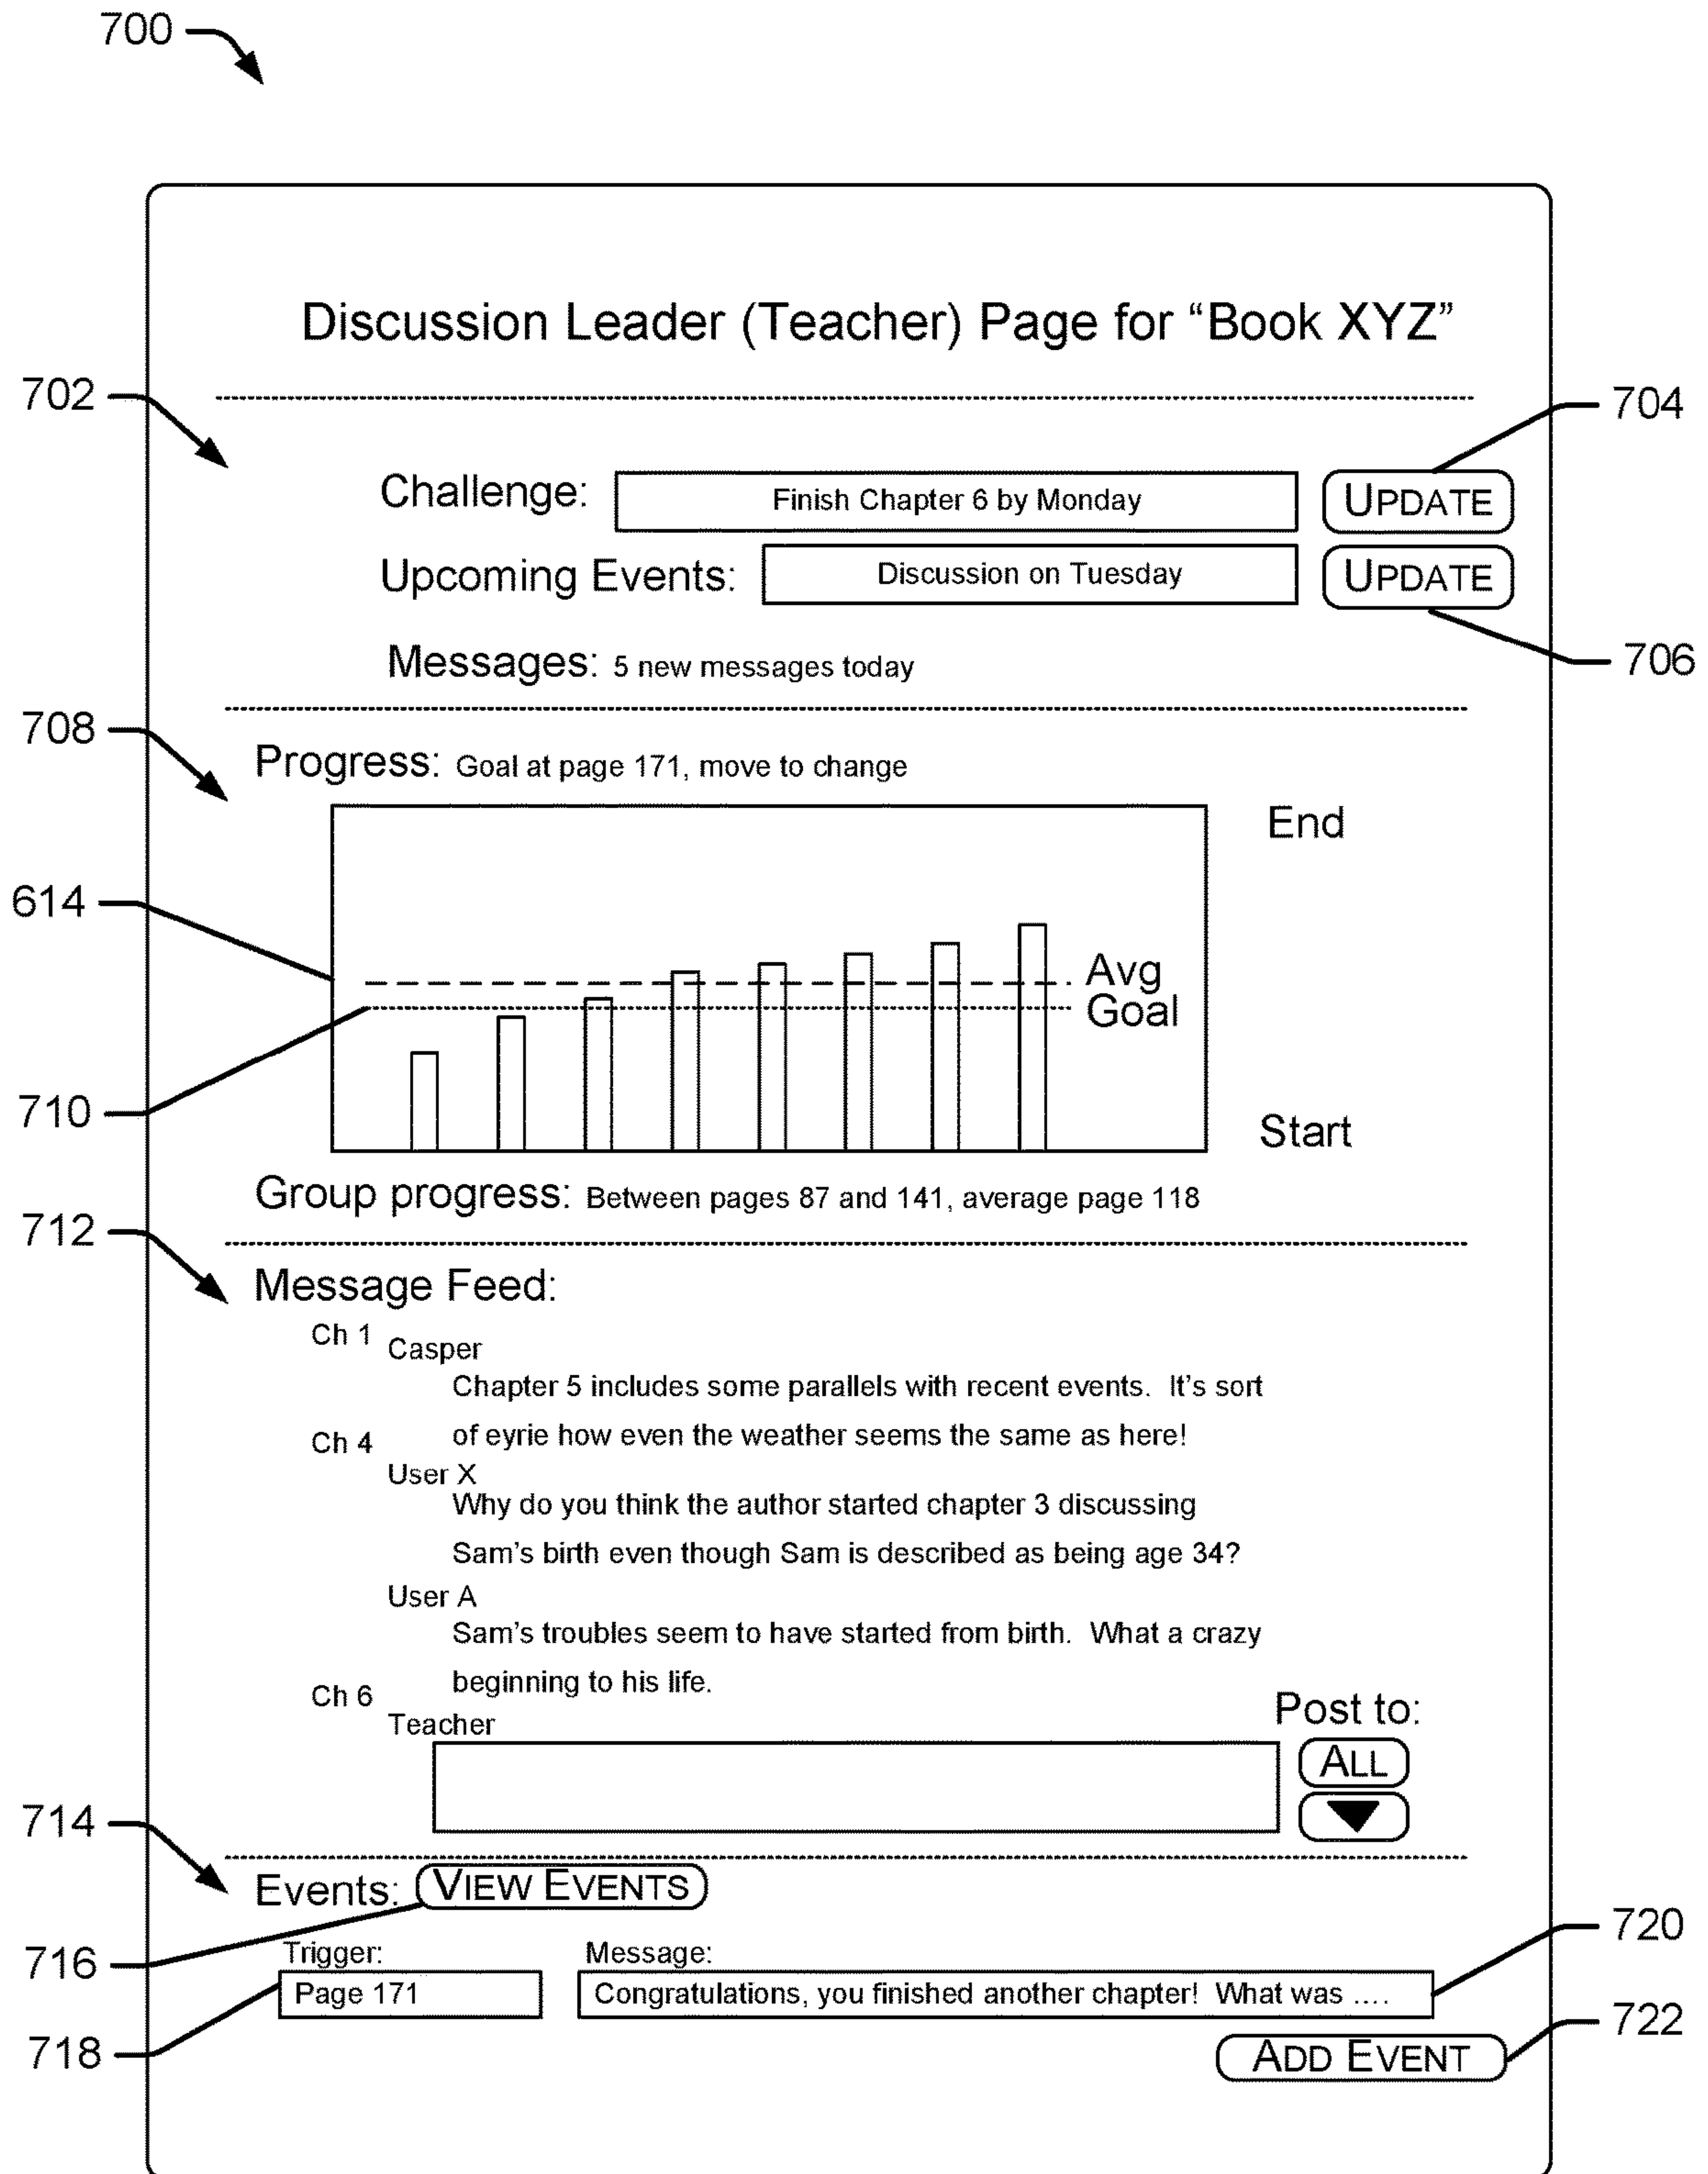 700
Discussion Leader (Teacher) Page for “Book XYZ”
702
704
Challenge: Finish Chapter 6 by Monday UPDATE
Upcoming Events: Discussion on Tuesday UPDATE
706
Messages: 5 new messages today
708
Progress: Goal at page 171, move to change
End
614
Avg
Goal
710
Start
Group progress: Between pages 87 and 141, average page 118
712
Message Feed:
Ch 1
Casper
Chapter 5 includes some parallels with recent events. It’s sort
of eyrie how even the weather seems the same as here!
Ch 4
User X
Why do you think the author started chapter 3 discussing
Sam’s birth even though Sam is described as being age 34?
User A
Sam’s troubles seem to have started from birth. What a crazy
beginning to his life.
Ch 6
Teacher
Post to:
ALL
714
Events: VIEW EVENTS
716
720
Trigger: Message:
Page 171 Congratulations, you finished another chapter! What was ....
718
722
ADD EVENT